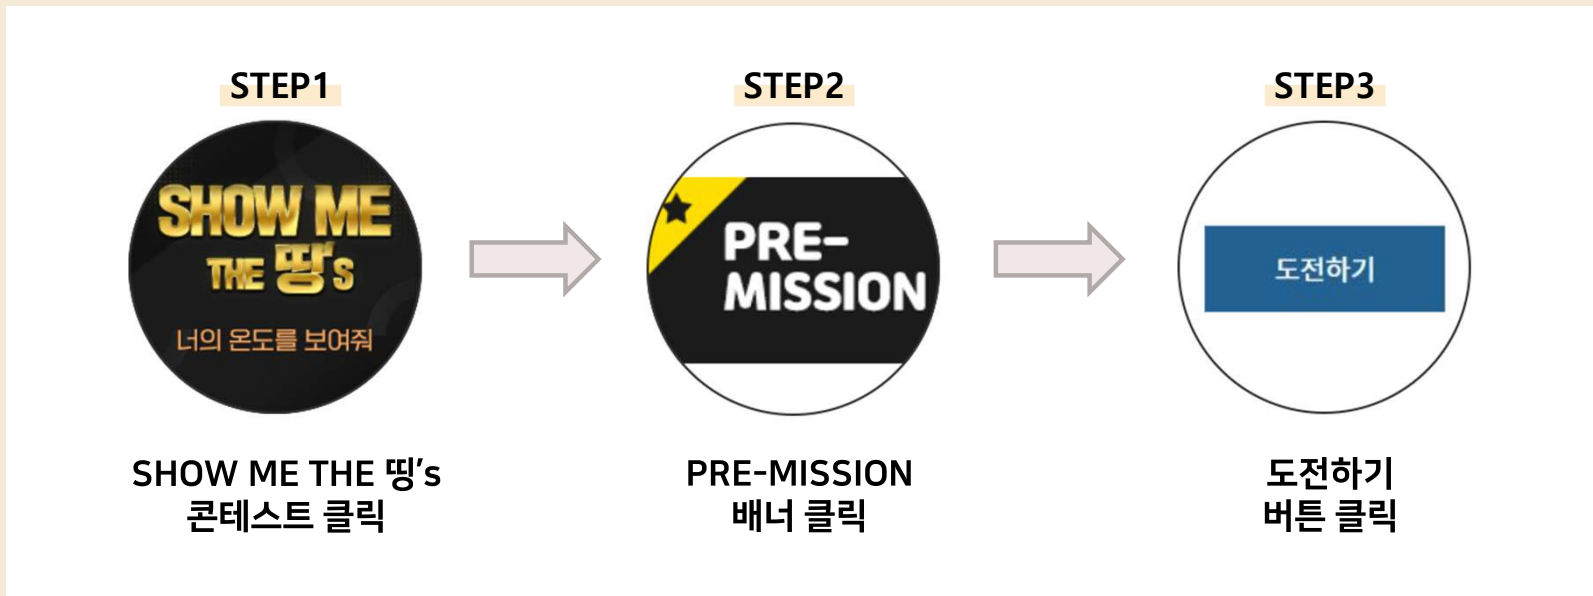 STEP1
SHOW ME
THE 땅's
너의 온도를 보여줘
SHOW ME THE 띵's
콘테스트 클릭
STEP2
PRE-
MISSION
PRE-MISSION
배너 클릭
STEP3
도전하기
도전하기
버튼 클릭